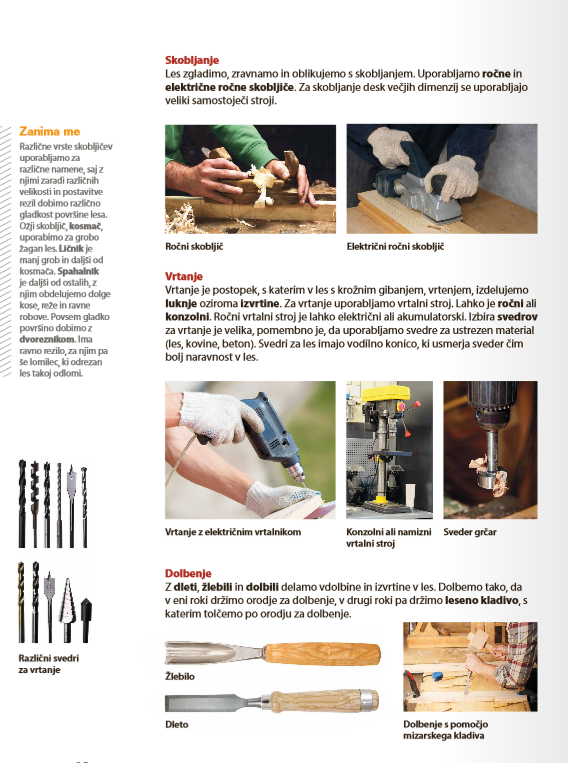 Skobljanje
Les zgladimo, zravnamo in oblikujemo s skobljanjem. Uporabljamo ročne in
električne ročne skobljiče. Za skobljanje desk večjih dimenzij se uporabljajo
veliki samostoječi stroji.
Zanima me
Različne vrste skobljičev
uporabljamo za
različne namene, saj z
njimi zaradi različnih
velikosti in postavitve
rezil dobimo različno
gladkost površine lesa.
Ožji skobljič, kosmač,
uporabimo za grobo
žagan les. Ličnik je
manj grob in daljši od
kosmača. Spahalnik
je daljši od ostalih, z
njim obdelujemo dolge
kose, reže in ravne
robove. Povsem gladko
površino dobimo z
dvoreznikom. Ima
ravno rezilo, za njim pa
še lomilec, ki odrezan
les takoj odlomi.
Ročni skobljič
Električni ročni skobljič
Vrtanje
Vrtanje je postopek, s katerim v les s krožnim gibanjem, vrtenjem, izdelujemo
luknje oziroma izvrtine. Za vrtanje uporabljamo vrtalni stroj. Lahko je ročni ali
konzolni. Ročni vrtalni stroj je lahko električni ali akumulatorski. Izbira svedrov
za vrtanje je velika, pomembno je, da uporabljamo svedre za ustrezen material
(les, kovine, beton). Svedri za les imajo vodilno konico, ki usmerja sveder čim
bolj naravnost v les.
Vrtanje z električnim vrtalnikom
Konzolni ali namizni
vrtalni stroj
Sveder grčar
Različni svedri
za vrtanje
Dolbenje
Z dleti, žlebili in dolbili delamo vdolbine in izvrtine v les. Dolbemo tako, da
v eni roki držimo orodje za dolbenje, v drugi roki pa držimo leseno kladivo, s
katerim tolčemo po orodju za dolbenje.
Žlebilo
Dleto
Dolbenje s pomočjo
mizarskega kladiva